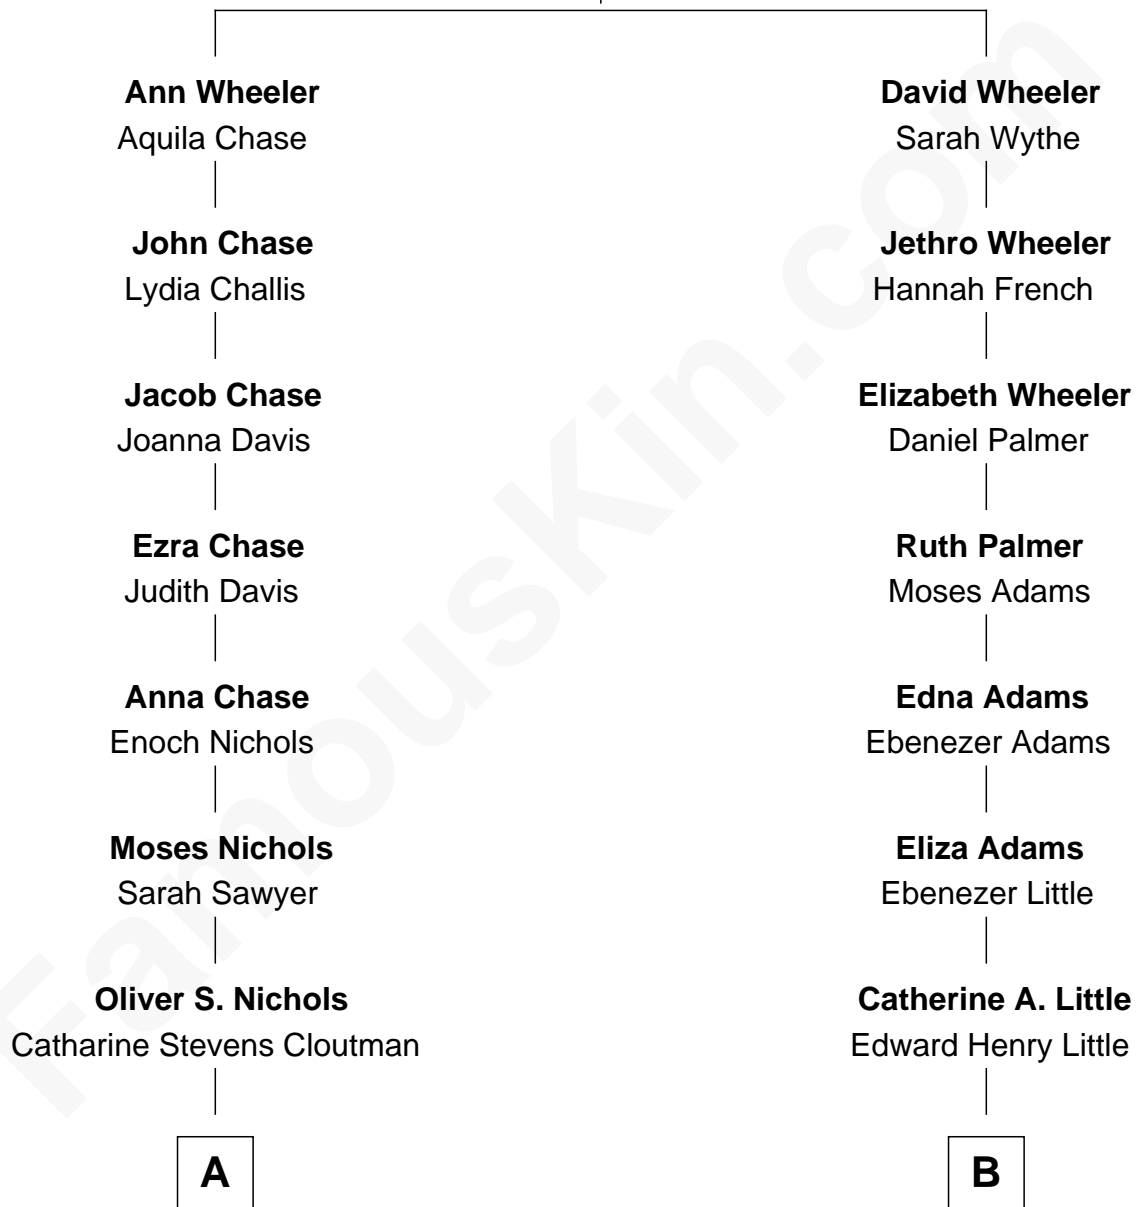 Ann Wheeler
Aquila Chase
John Chase
Lydia Challis
Jacob Chase
Joanna Davis
Ezra Chase
Judith Davis
Anna Chase
Enoch Nichols
Moses Nichols
Sarah Sawyer
Oliver S. Nichols
Catharine Stevens Cloutman
A
David Wheeler
Sarah Wythe
Jethro Wheeler
Hannah French
Elizabeth Wheeler
Daniel Palmer
Ruth Palmer
Moses Adams
Edna Adams
Ebenezer Adams
Eliza Adams
Ebenezer Little
Catherine A. Little
Edward Henry Little
B
FamousKin.com